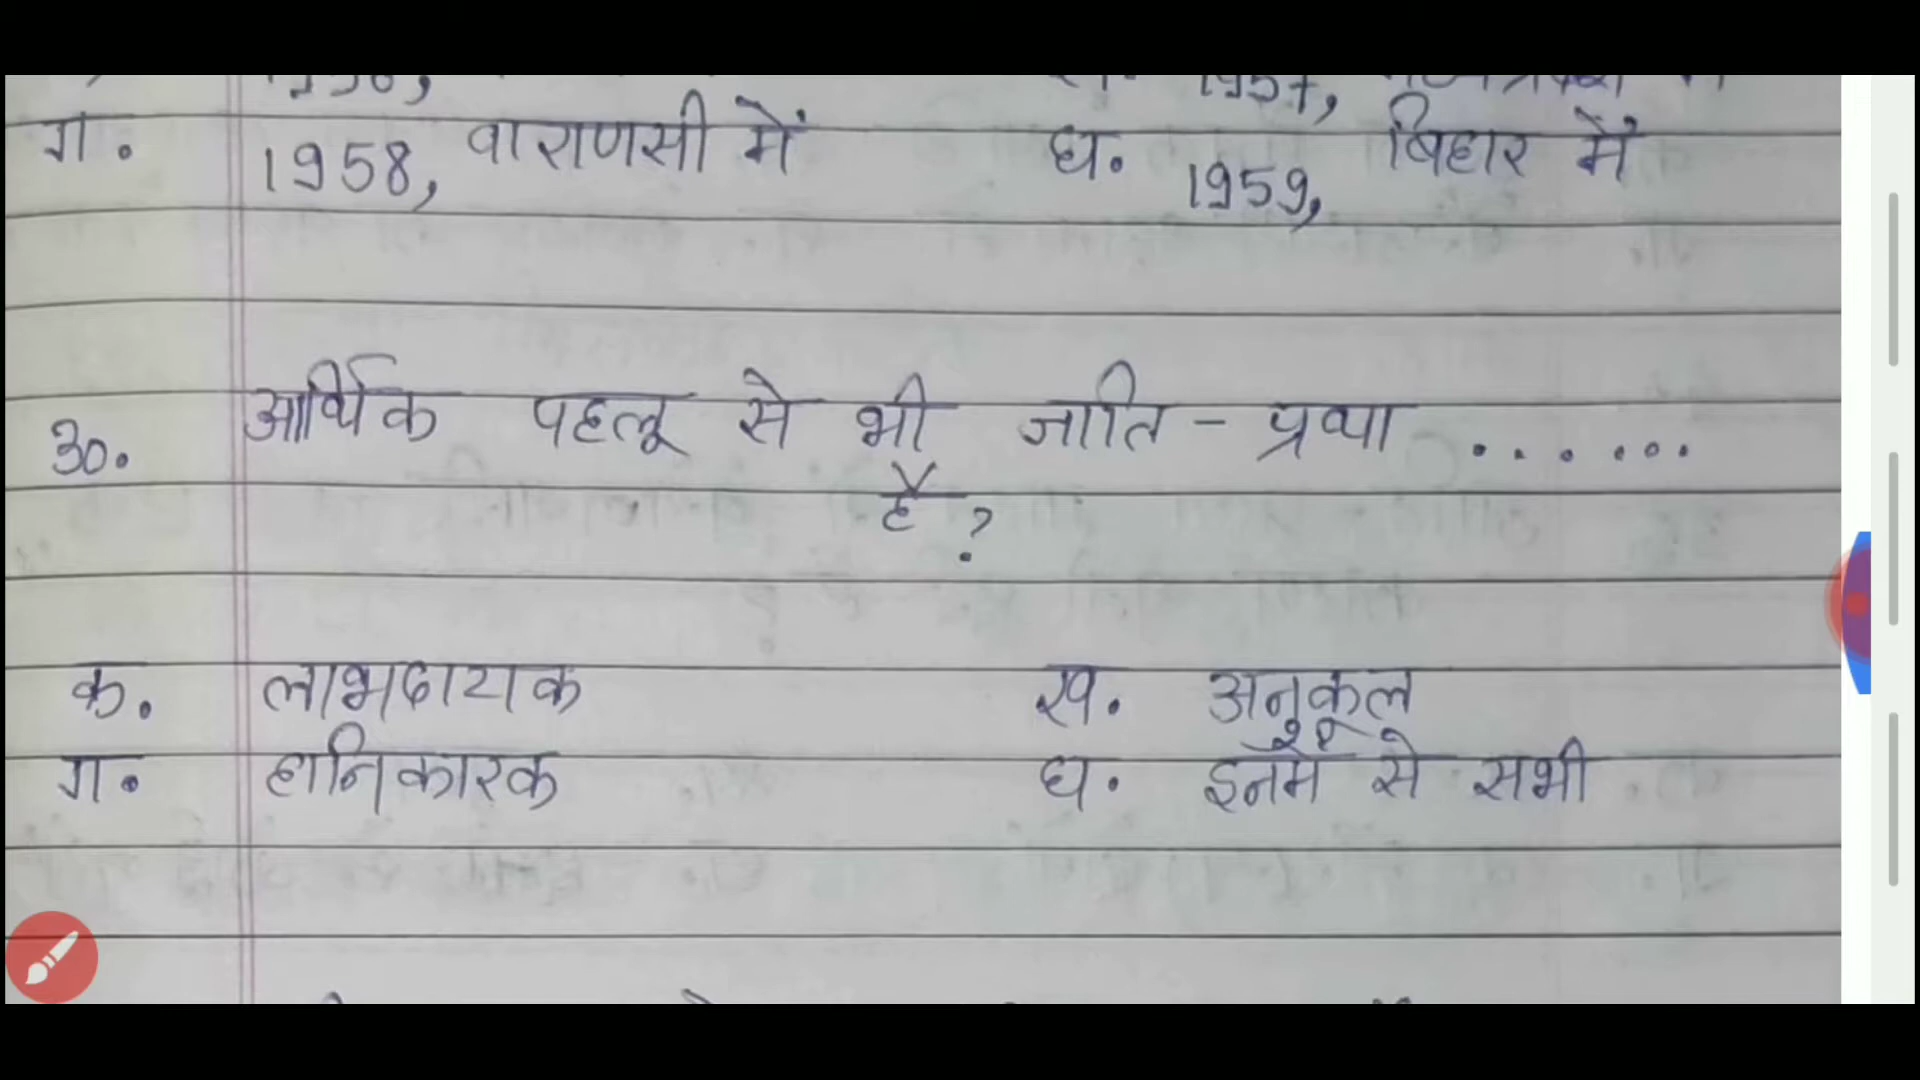 ग. 1958, वाराणसी में घ. 1959, बिहार में
30. आर्थिक पहलू से भी जाति - प्रथा .......
है?
क. लाभदायक ख. अनुकूल
ग. हानिकारक घ. इनमें से सभी